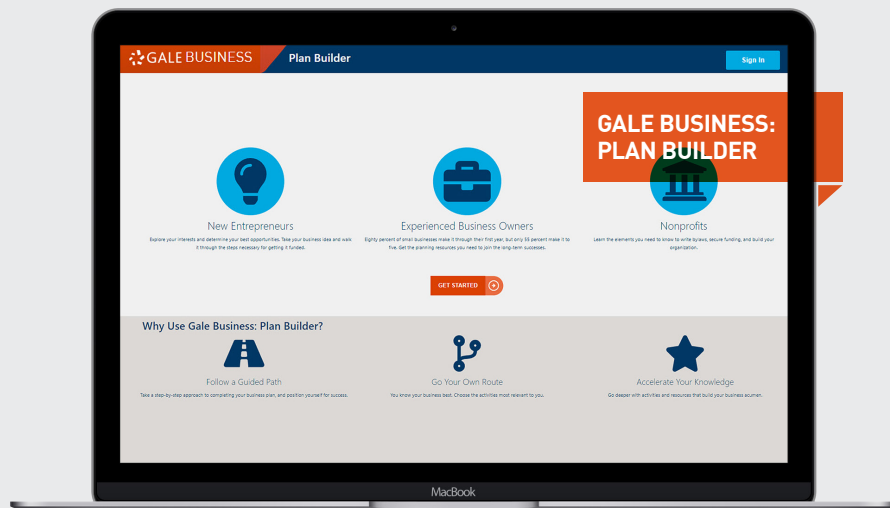 GALE BUSINESS
Plan Builder
Sign In
GALE BUSINESS:
PLAN BUILDER
New Entrepreneurs
Explore your interests and determine your best opportunities. Take your business idea and walk
it through the steps necessary for getting it funded.
Experienced Business Owners
Eighty percent of small businesses make it through their first year, but only 55 percent make it to
five. Get the planning resources you need to join the long-term successes.
Nonprofits
Learn the elements you need to know to write bylaws, secure funding, and build your
organization.
GET STARTED
Why Use Gale Business: Plan Builder?
Follow a Guided Path
Take a step-by-step approach to completing your business plan, and position yourself for success.
Go Your Own Route
You know your business best. Choose the activities most relevant to you.
Accelerate Your Knowledge
Go deeper with activities and resources that build your business acumen.
MacBook